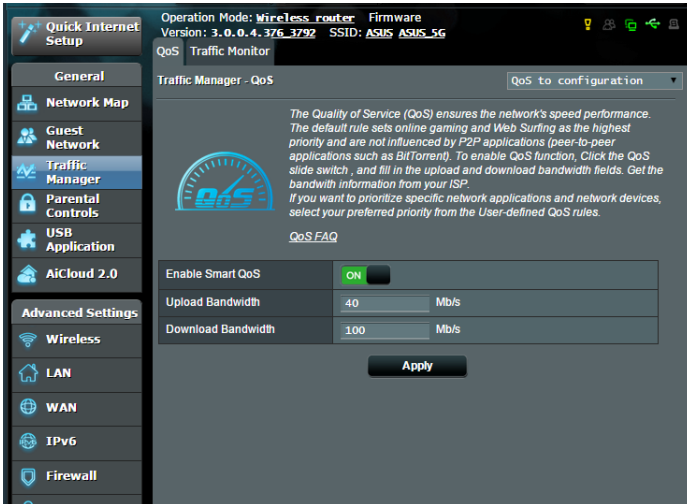 Quick Internet
Setup
Operation Mode: Wireless router Firmware
Version: 3.0.0.4.376_3792 SSID: ASUS ASUS_5G
QoS Traffic Monitor
General
Network Map
Guest
Network
Traffic
Manager
Parental
Controls
USB
Application
AiCloud 2.0
Advanced Settings
Wireless
LAN
WAN
IPv6
Firewall
Traffic Manager - QoS
QoS to configuration
The Quality of Service (QoS) ensures the network's speed performance.
The default rule sets online gaming and Web Surfing as the highest
priority and are not influenced by P2P applications (peer-to-peer
applications such as BitTorrent). To enable QoS function, Click the QoS
slide switch , and fill in the upload and download bandwidth fields. Get the
bandwith information from your ISP.
If you want to prioritize specific network applications and network devices,
select your preferred priority from the User-defined QoS rules.
QoS
QoS FAQ
Enable Smart QoS ON
Upload Bandwidth 40 Mb/s
Download Bandwidth 100 Mb/s
Apply